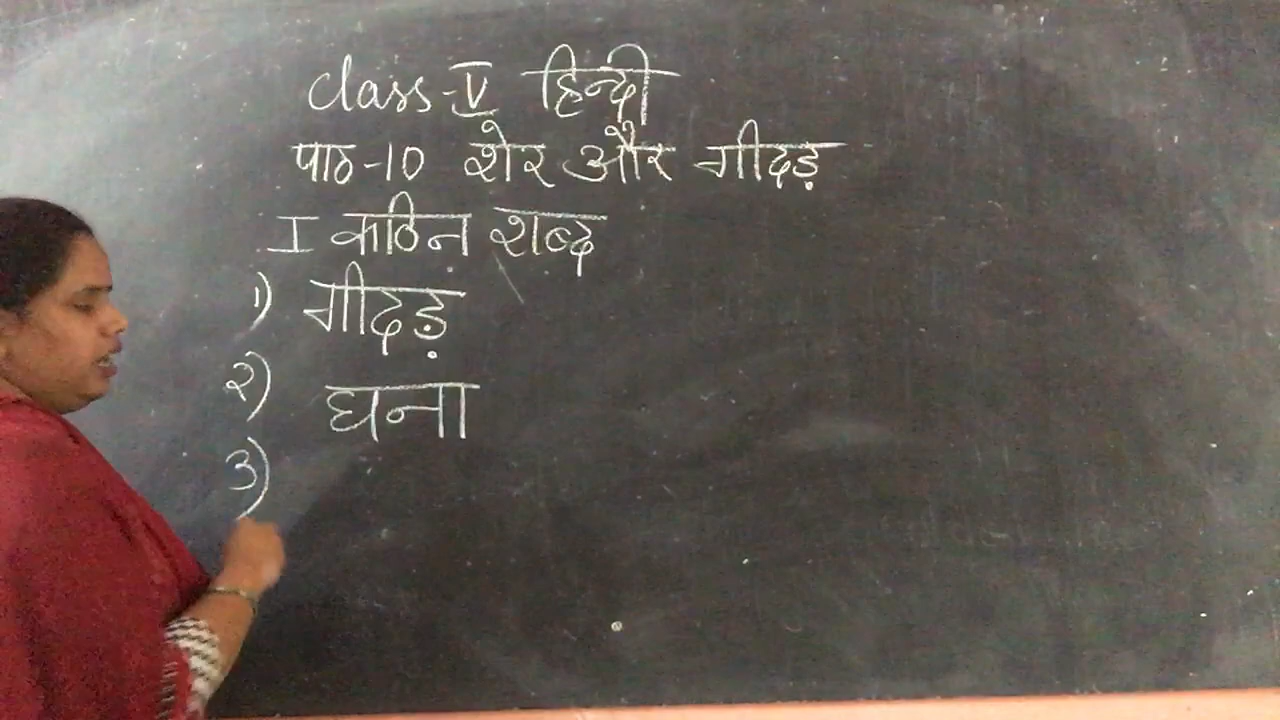 Class-V हिन्दी
पाठ-10 शेर और गीदड़
I कठिन शब्द
1) गीदड़
2) घना
3)